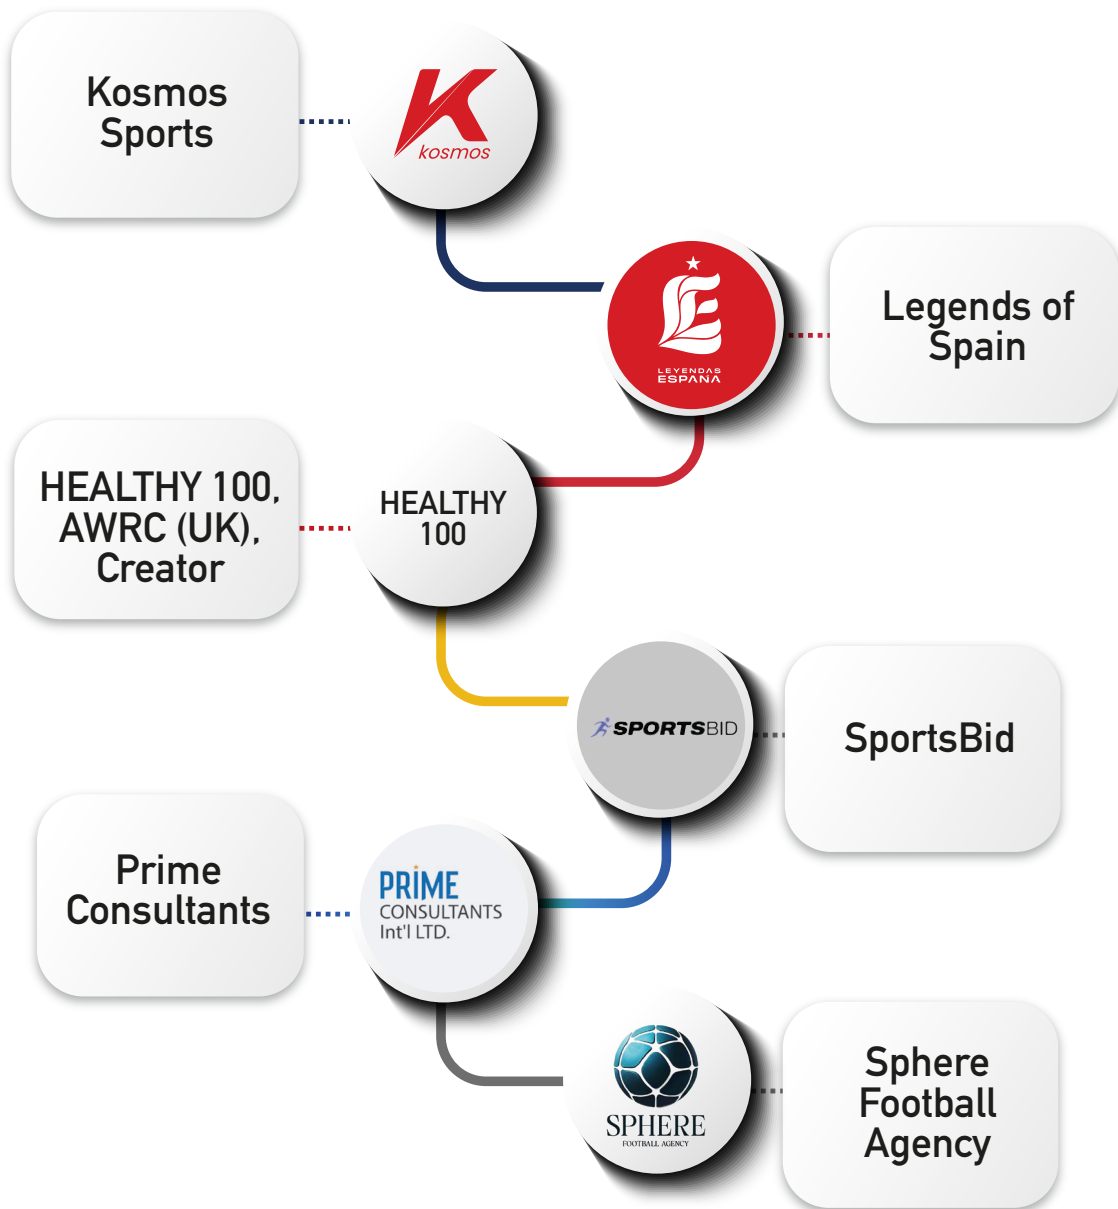 Kosmos
Sports
kosmos
LEYENDAS
ESPAÑA
Legends of
Spain
HEALTHY 100,
AWRC (UK),
Creator
HEALTHY
100
SPORTSBID
SportsBid
Prime
Consultants
PRIME
CONSULTANTS
Int'l LTD.
SPHERE
FOOTBALL AGENCY
Sphere
Football
Agency